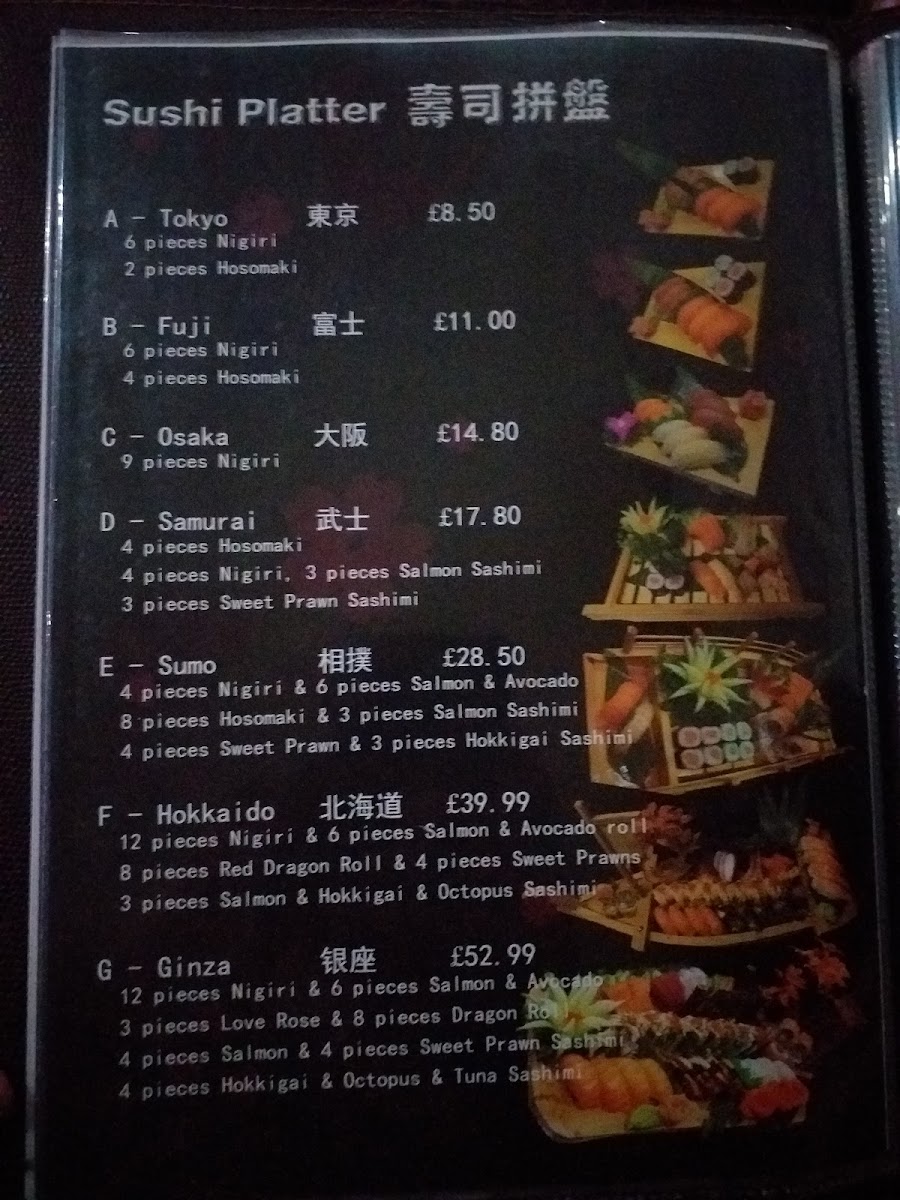 Sushi Platter 壽司拼盤
A - Tokyo 東京 £8.50
6 pieces Nigiri
2 pieces Hosomaki
B - Fuji 富士 £11.00
6 pieces Nigiri
4 pieces Hosomaki
C - Osaka 大阪 £14.80
9 pieces Nigiri
D - Samurai 武士 £17.80
4 pieces Hosomaki
4 pieces Nigiri, 3 pieces Salmon Sashimi
3 pieces Sweet Prawn Sashimi
E - Sumo 相撲 £28.50
4 pieces Nigiri & 6 pieces Salmon & Avocado
8 pieces Hosomaki & 3 pieces Salmon Sashimi
4 pieces Sweet Prawn & 3 pieces Hokkigai Sashimi
F - Hokkaido 北海道 £39.99
12 pieces Nigiri & 6 pieces Salmon & Avocado roll
8 pieces Red Dragon Roll & 4 pieces Sweet Prawns
3 pieces Salmon & Hokkigai & Octopus Sashimi
G - Ginza 银座 £52.99
12 pieces Nigiri & 6 pieces Salmon & Avocado
3 pieces Love Rose & 8 pieces Dragon Roll
4 pieces Salmon & 4 pieces Sweet Prawn Sashimi
4 pieces Hokkigai & Octopus & Tuna Sashimi